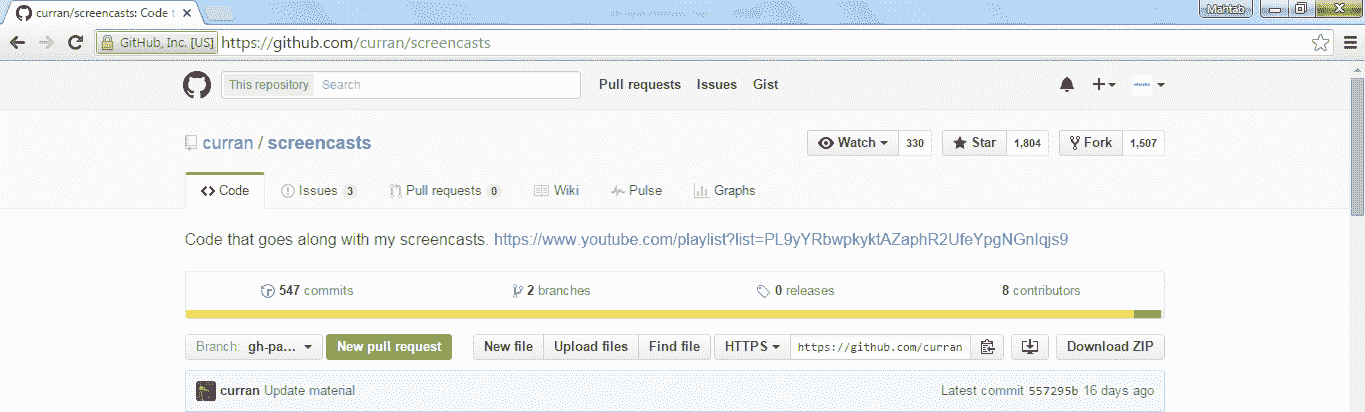 curran/screencasts: Code t
Mahtab
GitHub, Inc. [US] https://github.com/curran/screencasts
This repository Search Pull requests Issues Gist
curran / screencasts Watch 330 Star 1,804 Fork 1,507
Code Issues 3 Pull requests 0 Wiki Pulse Graphs
Code that goes along with my screencasts. https://www.youtube.com/playlist?list=PL9yYRbwpkyktAZaphR2UfeYpgNGnIqjs9
547 commits 2 branches 0 releases 8 contributors
Branch: gh-pa... New pull request New file Upload files Find file HTTPS https://github.com/curran Download ZIP
curran Update material Latest commit 557295b 16 days ago